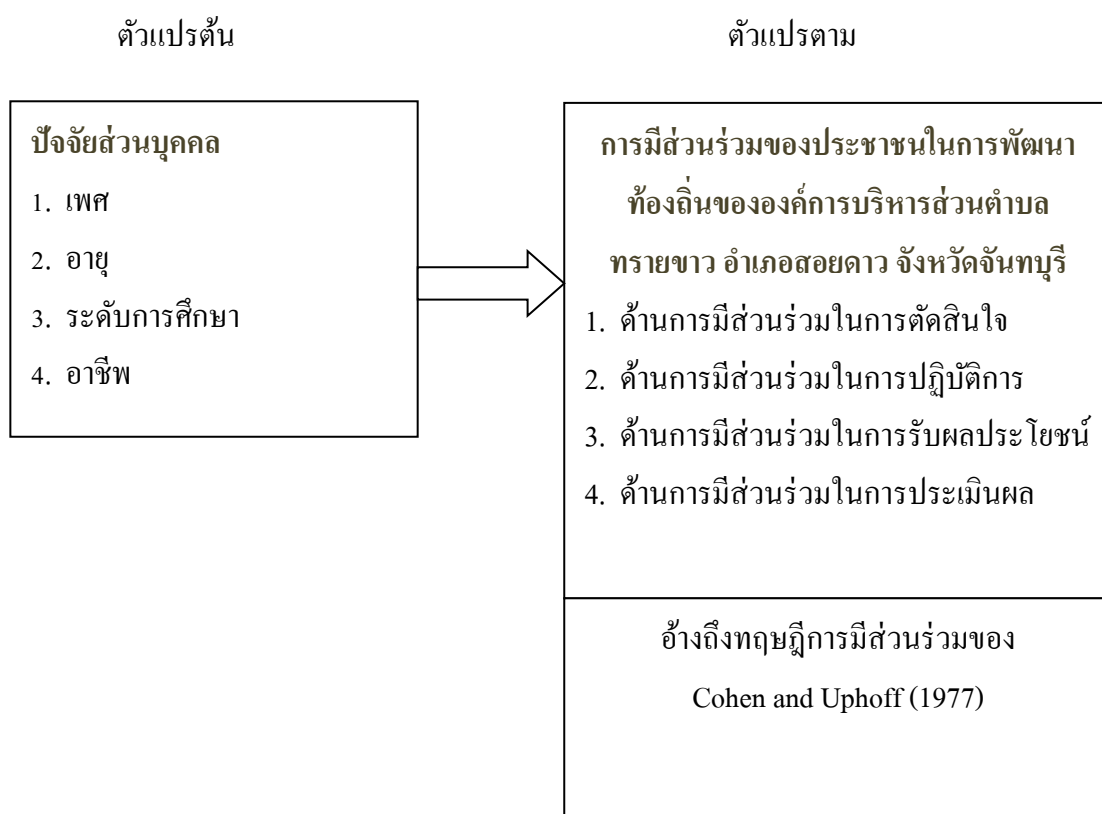 ตัวแปรต้น
ตัวแปรตาม
ปัจจัยส่วนบุคคล
1. เพศ
2. อายุ
3. ระดับการศึกษา
4. อาชีพ
การมีส่วนร่วมของประชาชนในการพัฒนา
ท้องถิ่นขององค์การบริหารส่วนตำบล
ทรายขาว อำเภอสอยดาว จังหวัดจันทบุรี
1. ด้านการมีส่วนร่วมในการตัดสินใจ
2. ด้านการมีส่วนร่วมในการปฏิบัติการ
3. ด้านการมีส่วนร่วมในการรับผลประโยชน์
4. ด้านการมีส่วนร่วมในการประเมินผล
อ้างถึงทฤษฎีการมีส่วนร่วมของ
Cohen and Uphoff (1977)